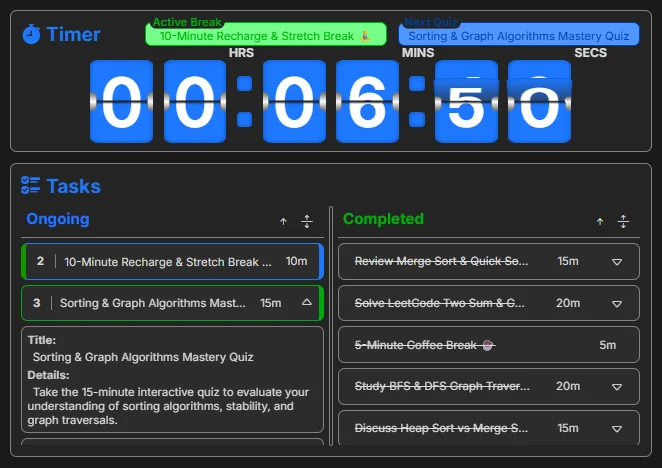 Timer
Active Break
10-Minute Recharge & Stretch Break
Next Quiz
Sorting & Graph Algorithms Mastery Quiz
HRS MINS SECS
00:06:
Tasks
Ongoing
2 10-Minute Recharge & Stretch Break ... 10m
3 Sorting & Graph Algorithms Mast... 15m
Title:
Sorting & Graph Algorithms Mastery Quiz
Details:
Take the 15-minute interactive quiz to evaluate your
understanding of sorting algorithms, stability, and
graph traversals.
Completed
Review Merge Sort & Quick So... 15m
Solve LeetCode Two Sum & C... 20m
5-Minute Coffee Break 5m
Study BFS & DFS Graph Traver... 20m
Discuss Heap Sort vs Merge S... 15m